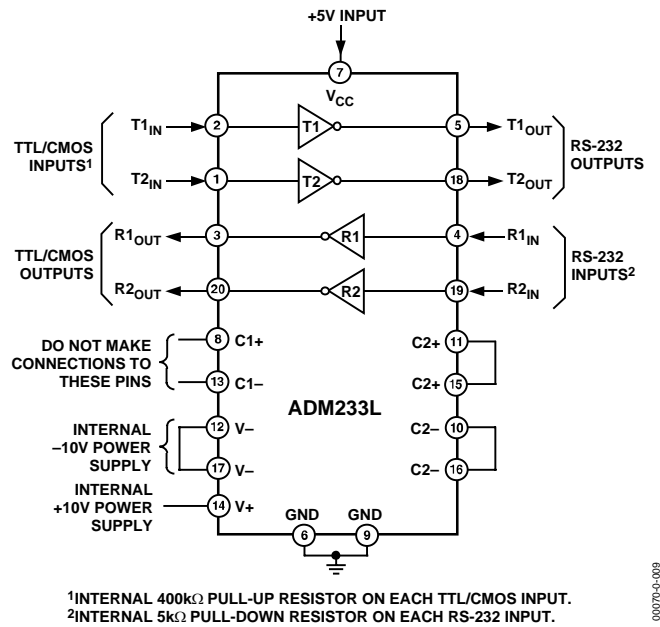 +5V INPUT
7
VCC
TTL/CMOS
INPUTS1
T1IN
2
T1
5
T1OUT
T2IN
1
T2
18
T2OUT
RS-232
OUTPUTS
TTL/CMOS
OUTPUTS
R1OUT
3
R1
4
R1IN
R2OUT
20
R2
19
R2IN
RS-232
INPUTS2
DO NOT MAKE
CONNECTIONS TO
THESE PINS
8
C1+
13
C1–
C2+
11
C2+
15
ADM233L
INTERNAL
–10V POWER
SUPPLY
12
V–
17
V–
C2–
10
C2–
16
INTERNAL
+10V POWER
SUPPLY
14
V+
GND
GND
6
9
1INTERNAL 400kΩ PULL-UP RESISTOR ON EACH TTL/CMOS INPUT.
2INTERNAL 5kΩ PULL-DOWN RESISTOR ON EACH RS-232 INPUT.
00070-0-009